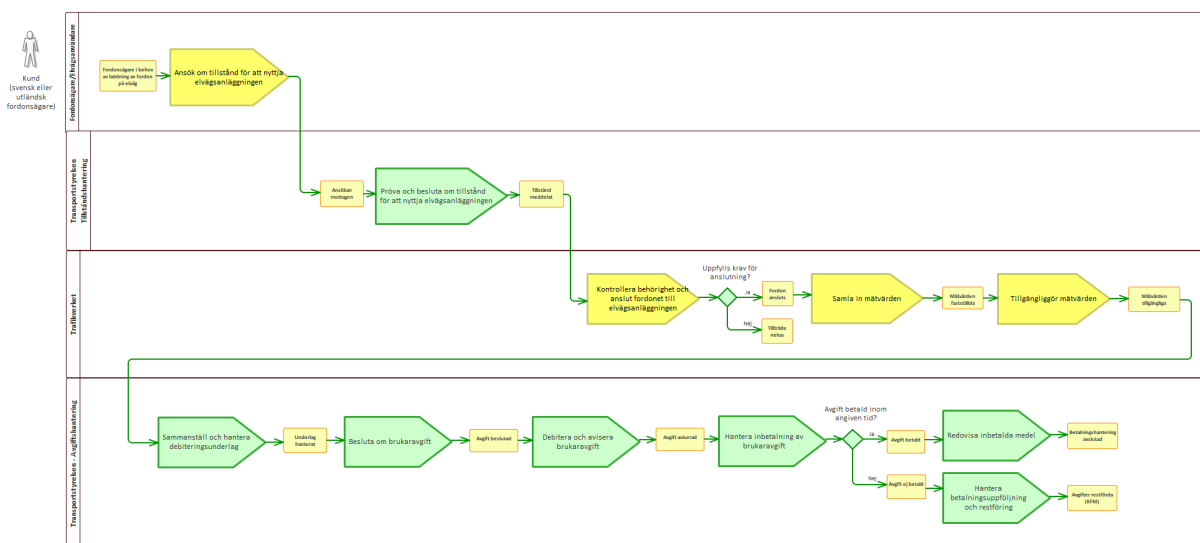 Kund
(svensk eller
utländsk
fordonsägare)
Fordonsägare/Elvägsanvändare
Fordonsägare i behov
av laddning av fordon
på elväg
Ansök om tillstånd för att nyttja
elvägsanläggningen
Transportstyrelsen
Tillståndshantering
Ansökan
mottagen
Pröva och besluta om tillstånd
för att nyttja elvägsanläggningen
Tillstånd
meddelat
Trafikverket
Kontrollera behörighet och
anslut fordonet till
elvägsanläggningen
Uppfylls krav för
anslutning?
Ja
Fordon
ansluts
Nej
Tillträde
nekas
Samla in mätvärden
Mätvärden
fastställda
Tillgängliggör mätvärden
Mätvärden
tillgängliga
Transportstyrelsen - Avgiftshantering
Sammanställ och hantera
debiteringsunderlag
Underlag
hanterat
Besluta om brukaravgift
Avgift beslutad
Debitera och avisera
brukaravgift
Avgift aviserad
Hantera inbetalning av
brukaravgift
Avgift betald inom
angiven tid?
Ja
Avgift betald
Redovisa inbetalda medel
Betalningshantering
avslutad
Nej
Avgift ej betald
Hantera
betalningsuppföljning
och restföring
Avgifter restförda
(KFM)